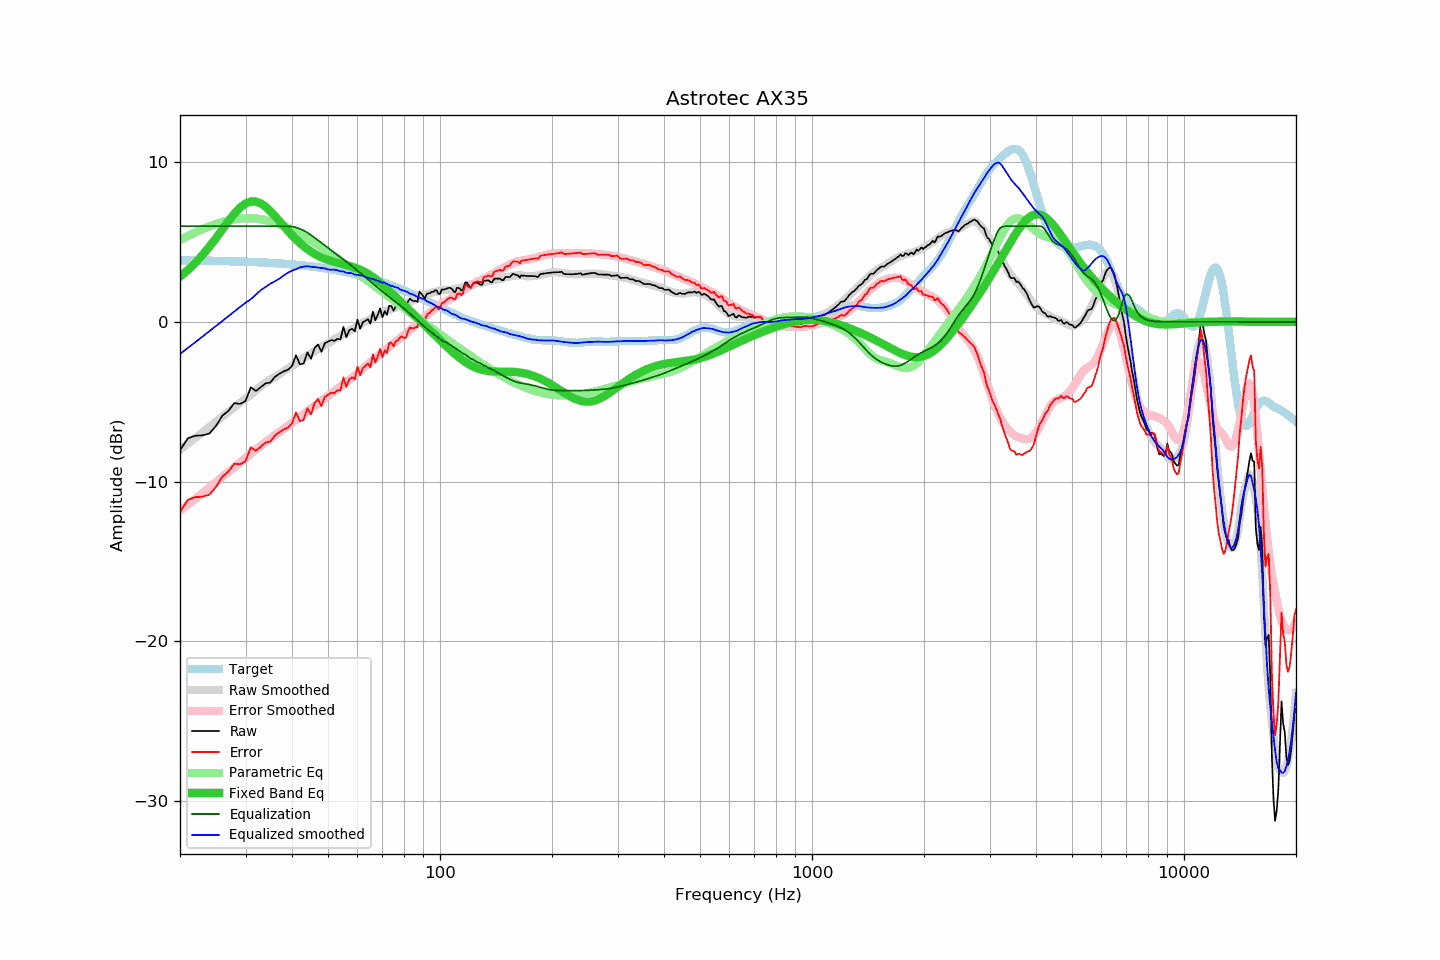 Astrotec AX35
10
0
−10
−20
−30
Amplitude (dBr)
Target
Raw Smoothed
Error Smoothed
Raw
Error
Parametric Eq
Fixed Band Eq
Equalization
Equalized smoothed
100
1000
10000
Frequency (Hz)